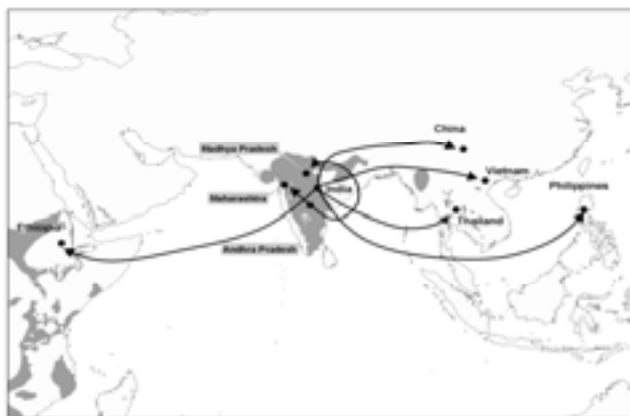 China
Madhya Pradesh
Vietnam
India
Philippines
Maharashtra
Thailand
Ethiopia
Andhra Pradesh